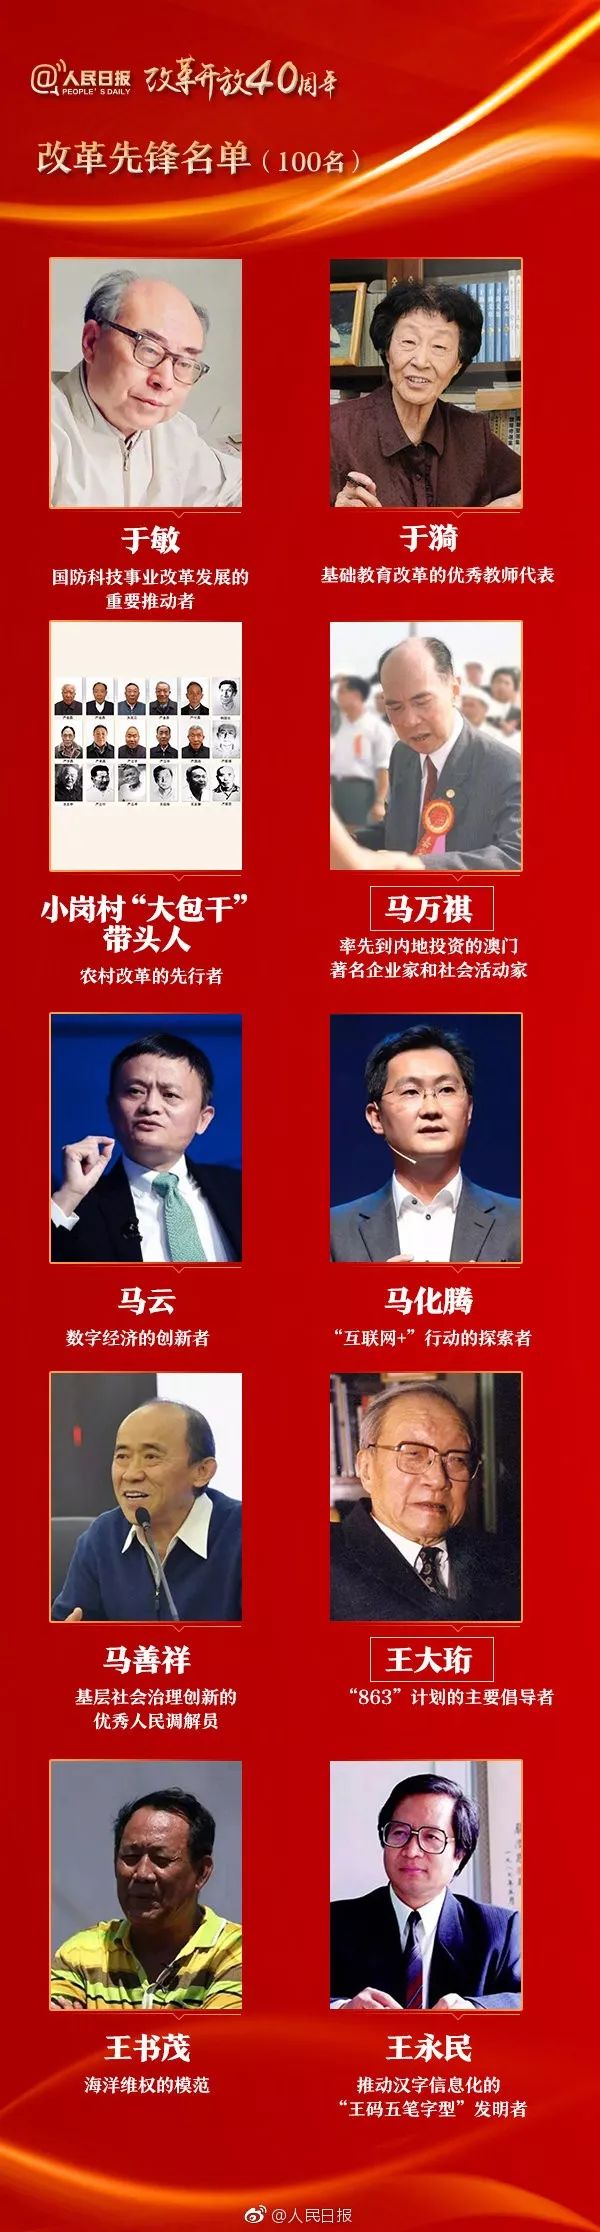 @人民日报 改革开放40周年
PEOPLE'S DAILY
改革先锋名单（100名）
于敏
国防科技事业改革发展的
重要推动者
于漪
基础教育改革的优秀教师代表
小岗村“大包干”
带头人
农村改革的先行者
马万祺
率先到内地投资的澳门
著名企业家和社会活动家
马云
数字经济的创新者
马化腾
“互联网+”行动的探索者
马善祥
基层社会治理创新的
优秀人民调解员
王大珩
“863”计划的主要倡导者
王书茂
海洋维权的模范
王永民
推动汉字信息化的
“王码五笔字型”发明者
@人民日报